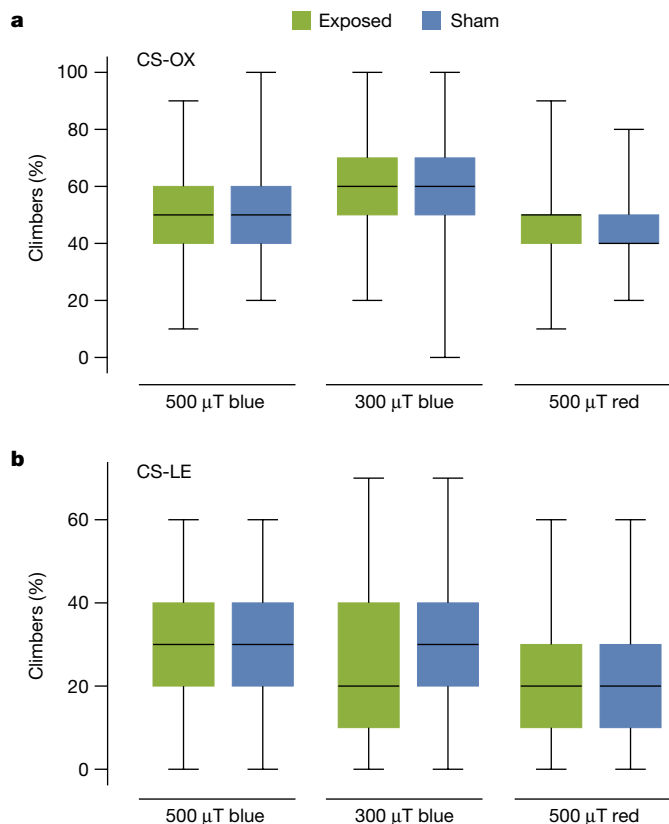 a
Exposed Sham
CS-OX
100
80
60
40
20
0
Climbers (%)
500 μT blue 300 μT blue 500 μT red
b
CS-LE
60
40
20
0
Climbers (%)
500 μT blue 300 μT blue 500 μT red